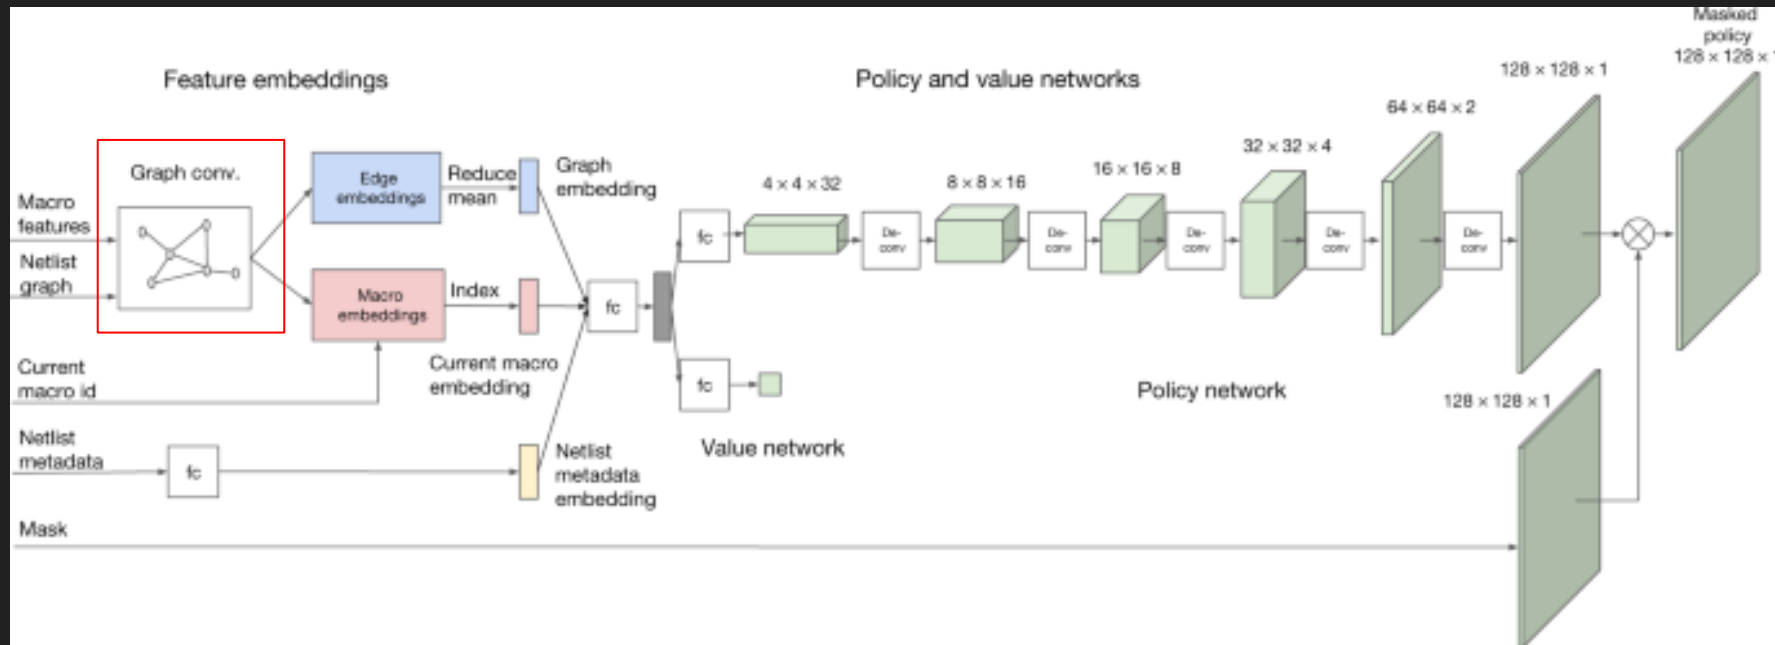 Feature embeddings
Policy and value networks
Masked
policy
128 × 128 ×
128 × 128 × 1
64 × 64 × 2
32 × 32 × 4
16 × 16 × 8
8 × 8 × 16
4 × 4 × 32
Graph conv.
Macro
features
Netlist
graph
Edge
embeddings
Reduce
mean
Graph
embedding
Macro
embeddings
Index
Current macro
embedding
fc
fc
De-
conv
De-
conv
De-
conv
De-
conv
De-
conv
fc
Value network
Policy network
128 × 128 × 1
Current
macro id
Netlist
metadata
fc
Netlist
metadata
embedding
Mask